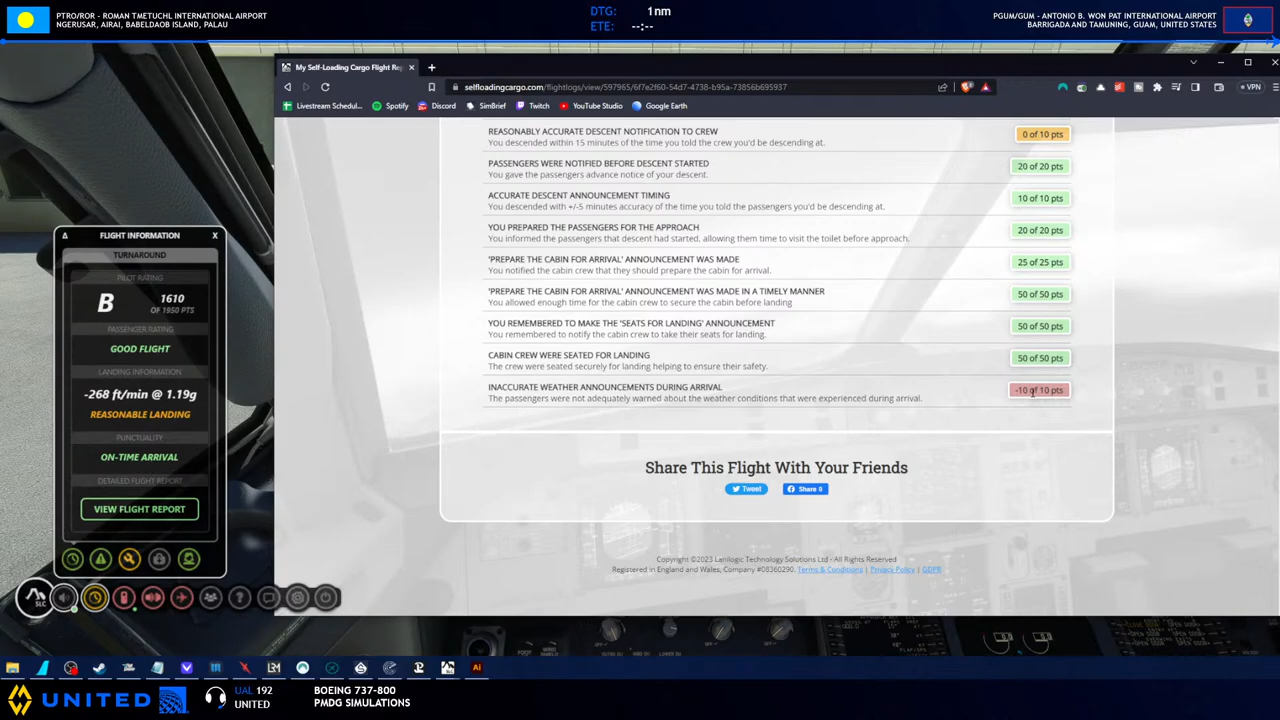 PTRO/ROR - ROMAN TMETUCHL INTERNATIONAL AIRPORT
NGERUSAR, AIRAI, BABELDAOB ISLAND, PALAU
DTG: 1nm
ETE: --:--
PGUM/GUM - ANTONIO B. WON PAT INTERNATIONAL AIRPORT
BARRIGADA AND TAMUNING, GUAM, UNITED STATES
My Self-Loading Cargo Flight Re
selfloadingcargo.com/flightlogs/view/597965/6f7e2f60-54d7-4738-b95a-73856b695937
VPN
Livestream Schedul...
Spotify
Discord
SimBrief
Twitch
YouTube Studio
Google Earth
REASONABLY ACCURATE DESCENT NOTIFICATION TO CREW
You descended within 15 minutes of the time you told the crew you'd be descending at.
0 of 10 pts
PASSENGERS WERE NOTIFIED BEFORE DESCENT STARTED
You gave the passengers advance notice of your descent.
20 of 20 pts
ACCURATE DESCENT ANNOUNCEMENT TIMING
You descended with +/-5 minutes accuracy of the time you told the passengers you'd be descending at.
10 of 10 pts
YOU PREPARED THE PASSENGERS FOR THE APPROACH
You informed the passengers that descent had started, allowing them time to visit the toilet before approach.
20 of 20 pts
'PREPARE THE CABIN FOR ARRIVAL' ANNOUNCEMENT WAS MADE
You notified the cabin crew that they should prepare the cabin for arrival.
25 of 25 pts
'PREPARE THE CABIN FOR ARRIVAL' ANNOUNCEMENT WAS MADE IN A TIMELY MANNER
You allowed enough time for the cabin crew to secure the cabin before landing
50 of 50 pts
YOU REMEMBERED TO MAKE THE 'SEATS FOR LANDING' ANNOUNCEMENT
You remembered to notify the cabin crew to take their seats for landing.
50 of 50 pts
CABIN CREW WERE SEATED FOR LANDING
The crew were seated securely for landing helping to ensure their safety.
50 of 50 pts
INACCURATE WEATHER ANNOUNCEMENTS DURING ARRIVAL
The passengers were not adequately warned about the weather conditions that were experienced during arrival.
-10 of 10 pts
Share This Flight With Your Friends
Tweet
Share 0
Copyright ©2023 Lanilogic Technology Solutions Ltd - All Rights Reserved
Registered in England and Wales, Company #08360290. Terms & Conditions | Privacy Policy | GDPR
FLIGHT INFORMATION
X
TURNAROUND
PILOT RATING
B
1610
OF 1950 PTS
PASSENGER RATING
GOOD FLIGHT
LANDING INFORMATION
-268 ft/min @ 1.19g
REASONABLE LANDING
PUNCTUALITY
ON-TIME ARRIVAL
DETAILED FLIGHT REPORT
VIEW FLIGHT REPORT
SLC
Ai
UNITED
UAL 192
UNITED
BOEING 737-800
PMDG SIMULATIONS